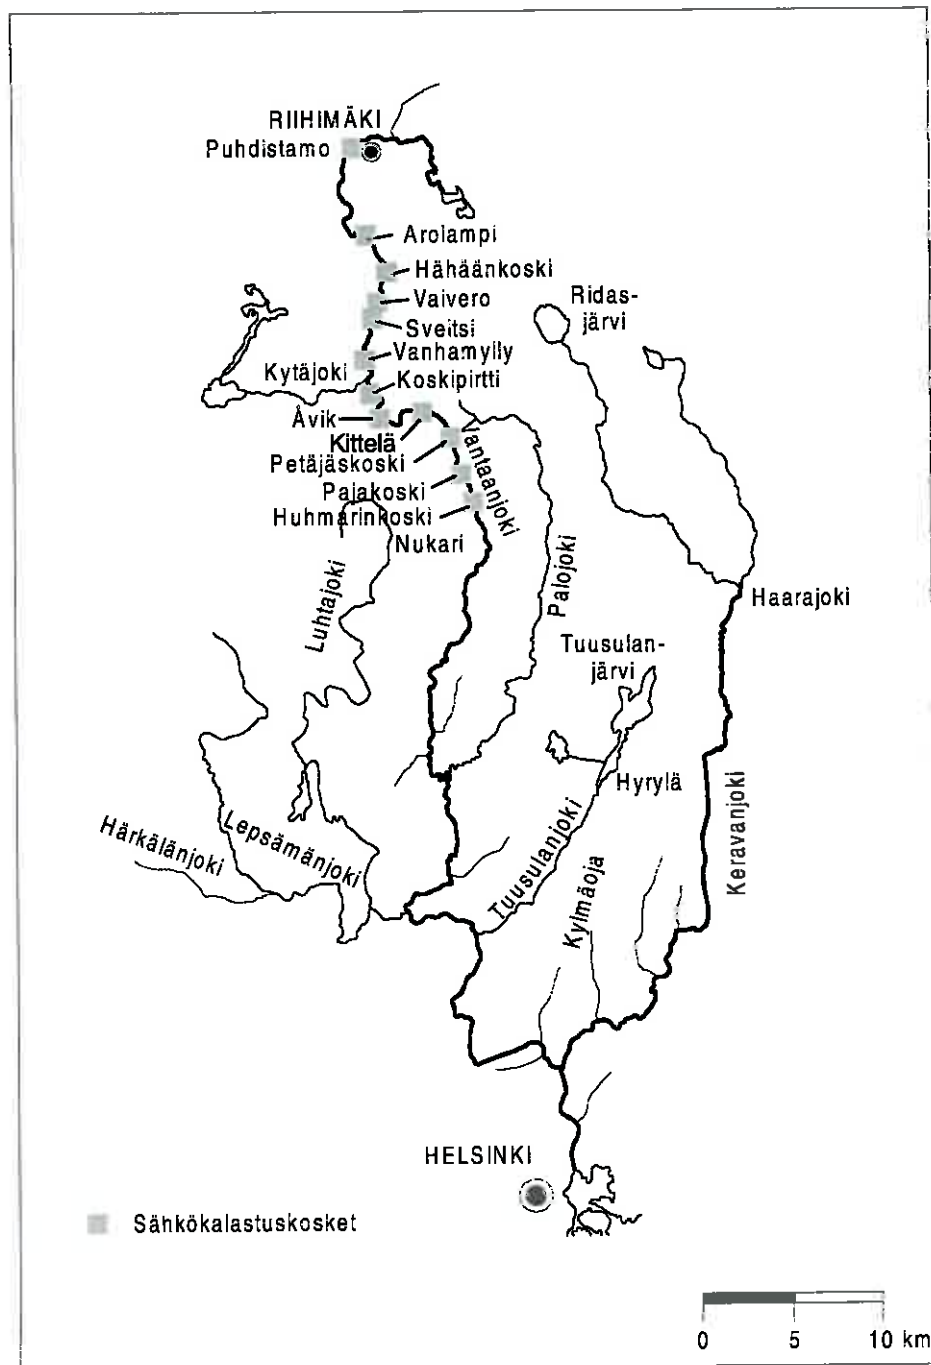 RIIHIMÄKI
Puhdistamo
Arolampi
Hähäänkoski
Vaivero
Ridas-
järvi
Sveitsi
Vanhamylly
Kytäjoki
Koskipirtti
Åvik
Kittelä
Vantaanjoki
Petäjäskoski
Pajakoski
Huhmarinkoski
Nukari
Palojoki
Luhtajoki
Haarajoki
Tuusulan-
järvi
Hyrylä
Keravanjoki
Härkälänjoki
Lepsämänjoki
Tuusulanjoki
Kylmäoja
HELSINKI
Sähkökalastuskosket
0 5 10 km